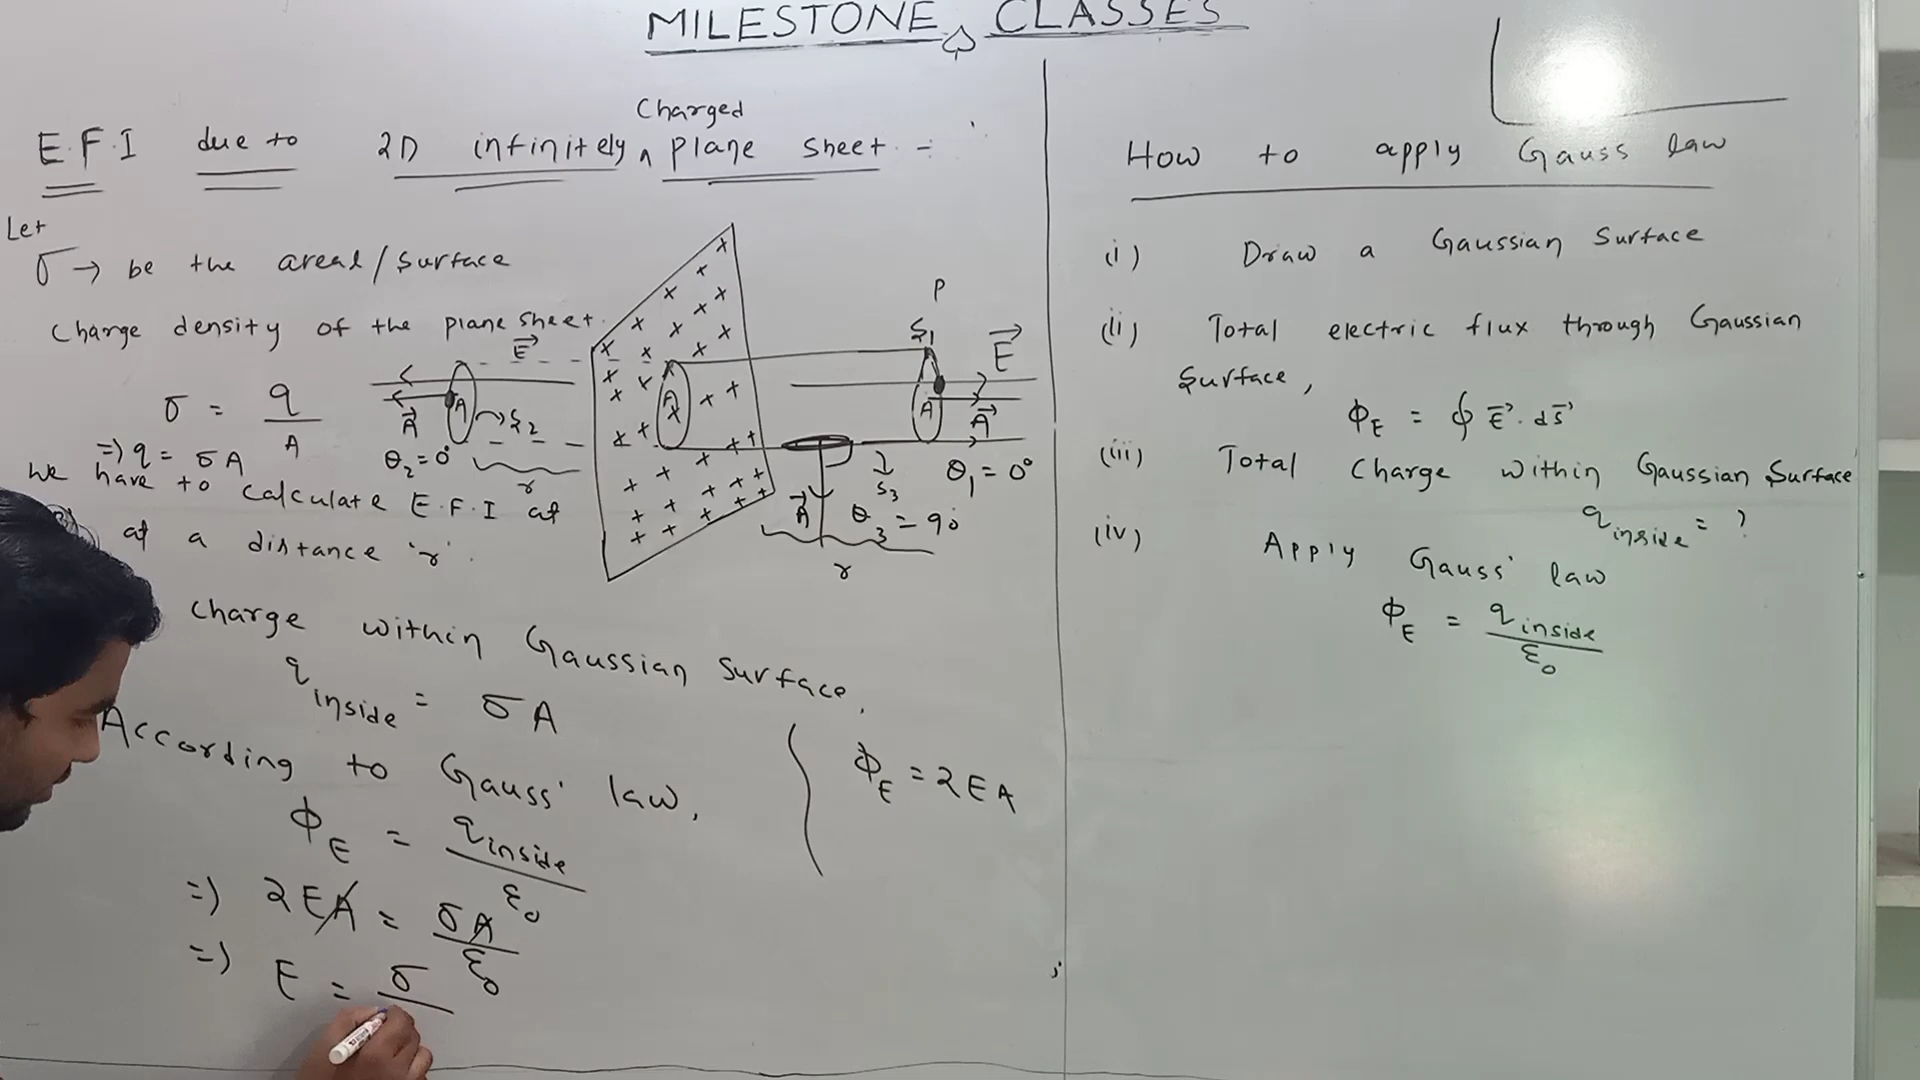 MILESTONE CLASSES
Charged
E.F.I due to 2D infinitely ^ plane sheet :-
Let
σ → be the areal/surface
charge density of the plane sheet.
σ = q/A
=) q = σA
We have to calculate E.F.I at
at a distance 'r'.
E⃗
A⃗
A
S2
θ2 = 0°
r
A
P
S1
E⃗
A
A⃗
θ1 = 0°
S3
A⃗
θ3 = 90°
r
charge within Gaussian surface,
q inside = σA
According to Gauss' law,
ΦE = q inside / ε0
=) 2EA = σA / ε0
=) E = σ
ΦE = 2EA
How to apply Gauss law
(i) Draw a Gaussian surface
(ii) Total electric flux through Gaussian
surface,
ΦE = ∮ E⃗ . ds⃗
(iii) Total charge within Gaussian surface
q inside = ?
(iv) Apply Gauss' law
ΦE = q inside / ε0